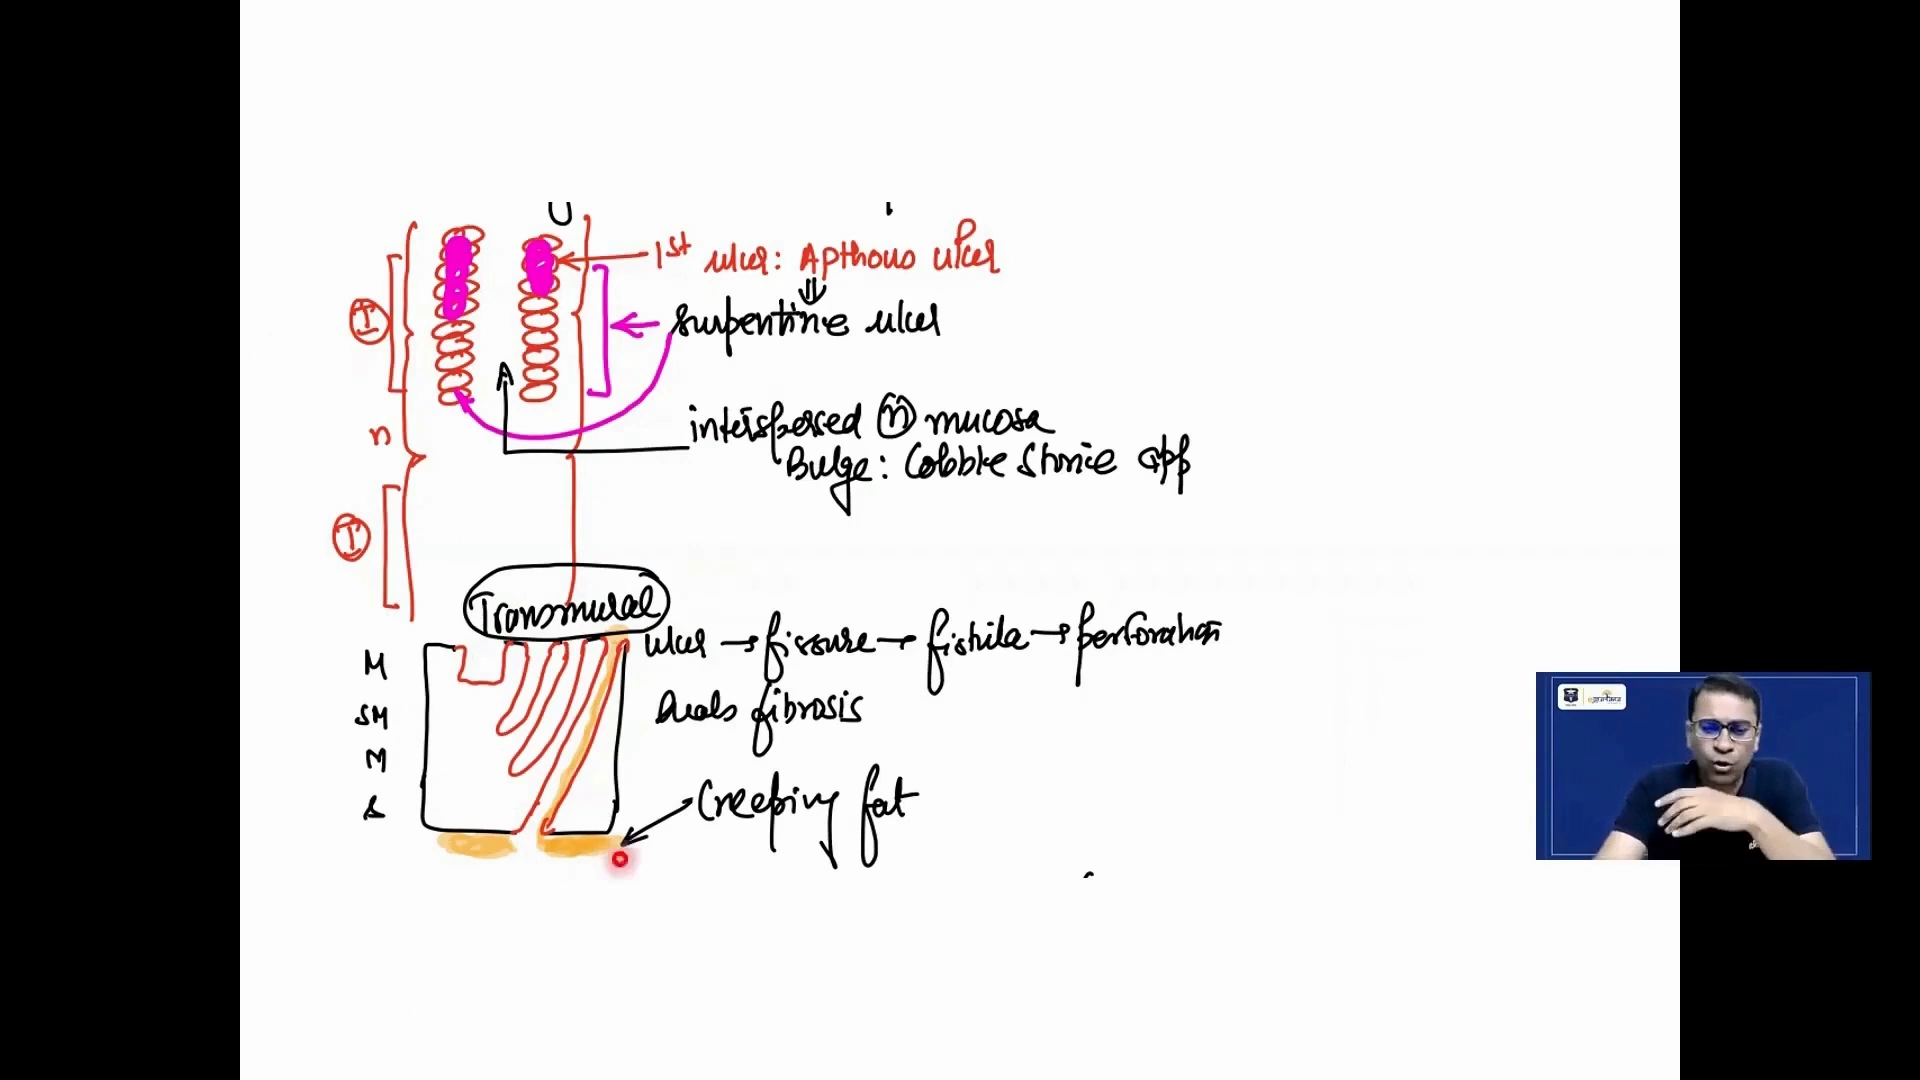 1st ulcer: Apthous ulcer
I
serpentine ulcer
interspersed n mucosa
n
Bulge: Cobble Stone app
I
Transmural
M
ulcer → fissure → fistula → perforation
SM
heals fibrosis
M
S
Creeping fat